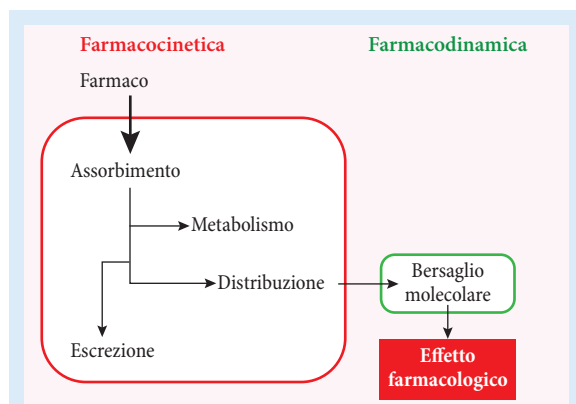 Farmacocinetica
Farmacodinamica
Farmaco
Assorbimento
Metabolismo
Distribuzione
Escrezione
Bersaglio
molecolare
Effetto
farmacologico